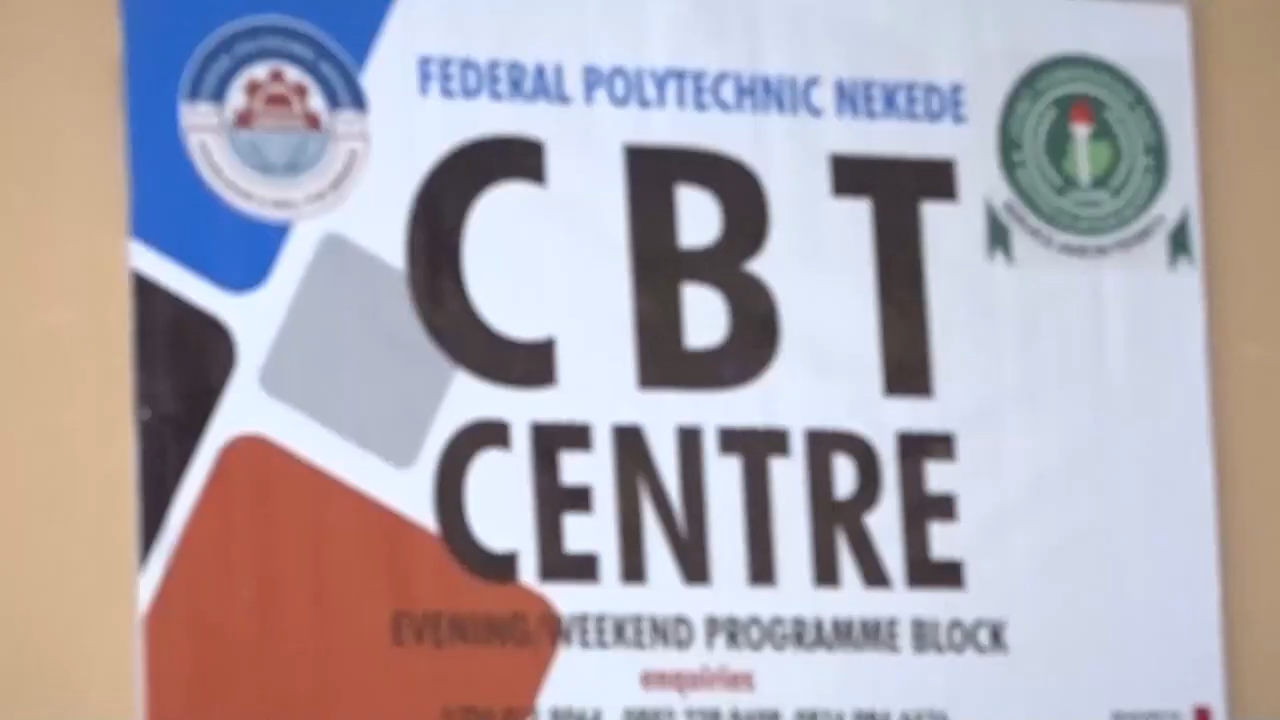 FEDERAL POLYTECHNIC NEKEDE
CBT
CENTRE
EVENING/WEEKEND PROGRAMME BLOCK
enquiries